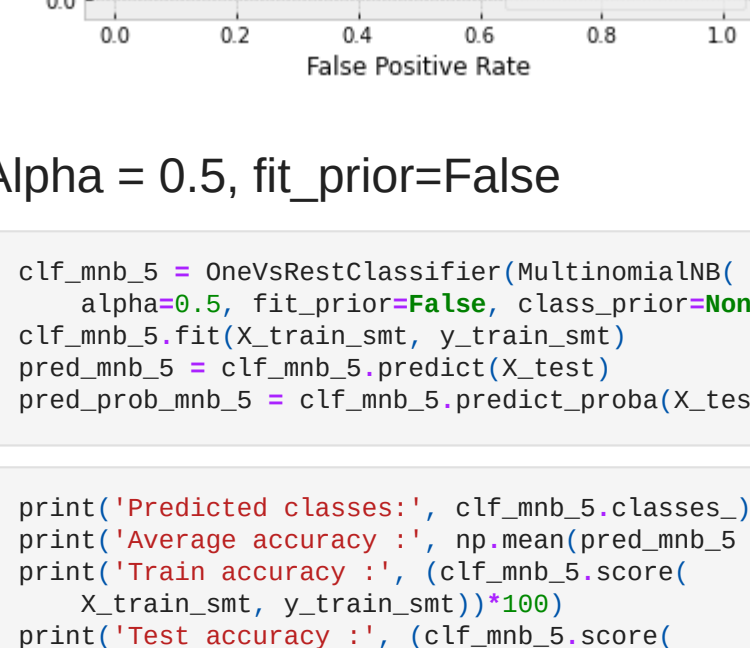 0.0
0.0 0.2 0.4 0.6 0.8 1.0
False Positive Rate
Alpha = 0.5, fit_prior=False
clf_mnb_5 = OneVsRestClassifier(MultinomialNB(
    alpha=0.5, fit_prior=False, class_prior=Non
clf_mnb_5.fit(X_train_smt, y_train_smt)
pred_mnb_5 = clf_mnb_5.predict(X_test)
pred_prob_mnb_5 = clf_mnb_5.predict_proba(X_tes
print('Predicted classes:', clf_mnb_5.classes_)
print('Average accuracy :', np.mean(pred_mnb_5
print('Train accuracy :', (clf_mnb_5.score(
    X_train_smt, y_train_smt))*100)
print('Test accuracy :', (clf_mnb_5.score(